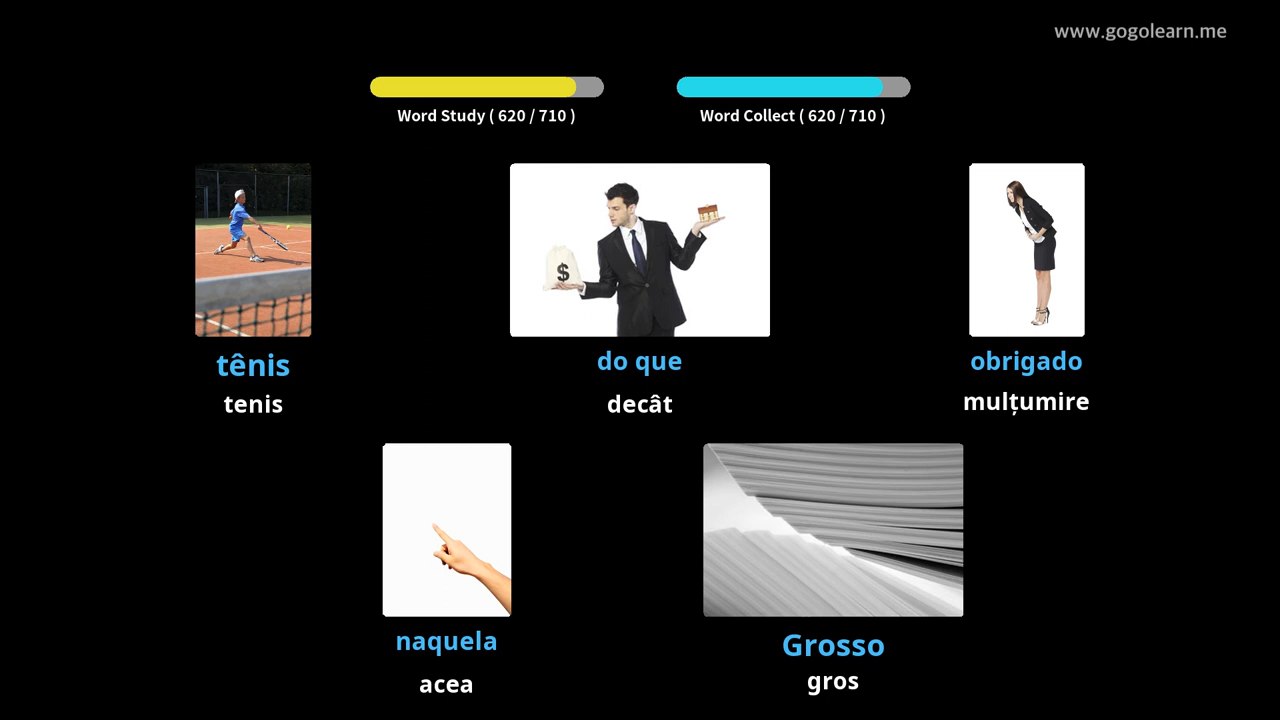 www.gogolearn.me
Word Study ( 620 / 710 )
Word Collect ( 620 / 710 )
$
tênis
do que
obrigado
tenis
decât
mulțumire
naquela
Grosso
acea
gros